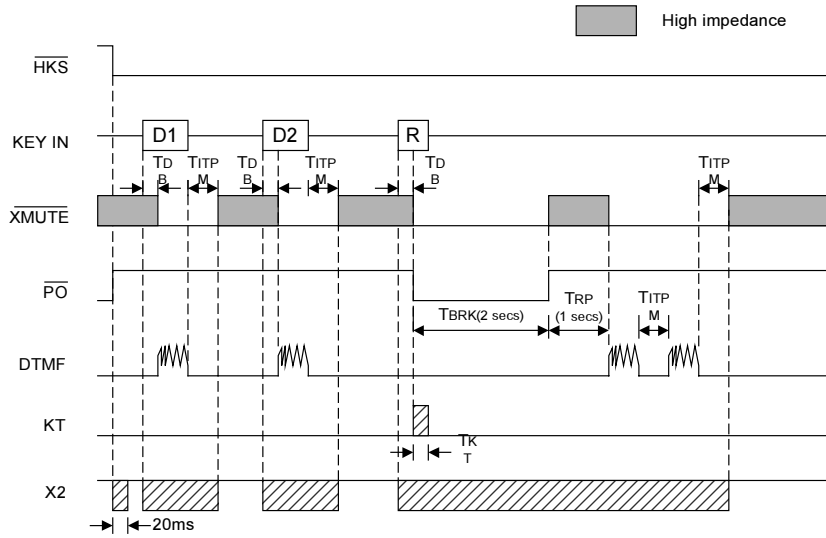 High impedance
HKS
KEY IN
D1
D2
R
TDB
TITPM
TDB
TITPM
TDB
TITPM
XMUTE
PO
TBRK(2 secs)
TRP
(1 secs)
TITPM
DTMF
KT
TKT
X2
20ms